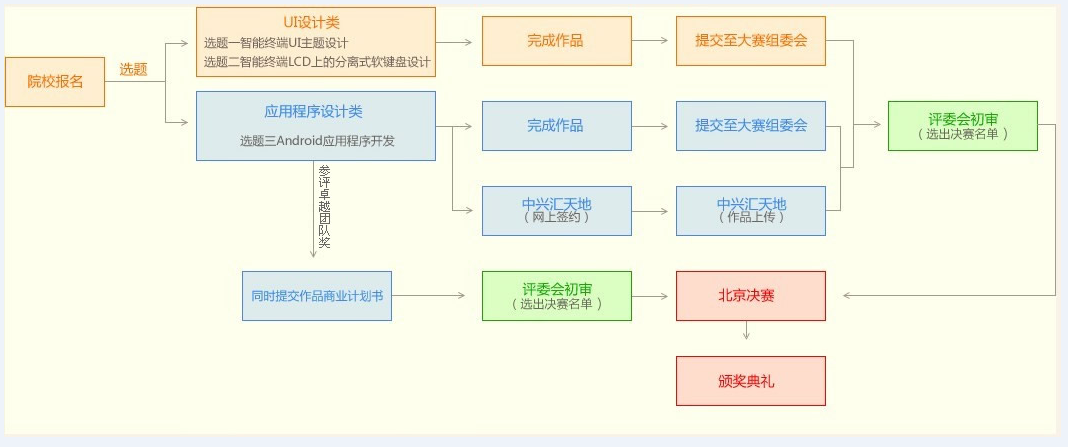 院校报名
选题
UI设计类
选题一智能终端UI主题设计
选题二智能终端LCD上的分离式软键盘设计
完成作品
提交至大赛组委会
应用程序设计类
选题三Android应用程序开发
完成作品
提交至大赛组委会
评委会初审
（选出决赛名单）
中兴汇天地
（网上签约）
中兴汇天地
（作品上传）
参评卓越团队奖
同时提交作品商业计划书
评委会初审
（选出决赛名单）
北京决赛
颁奖典礼